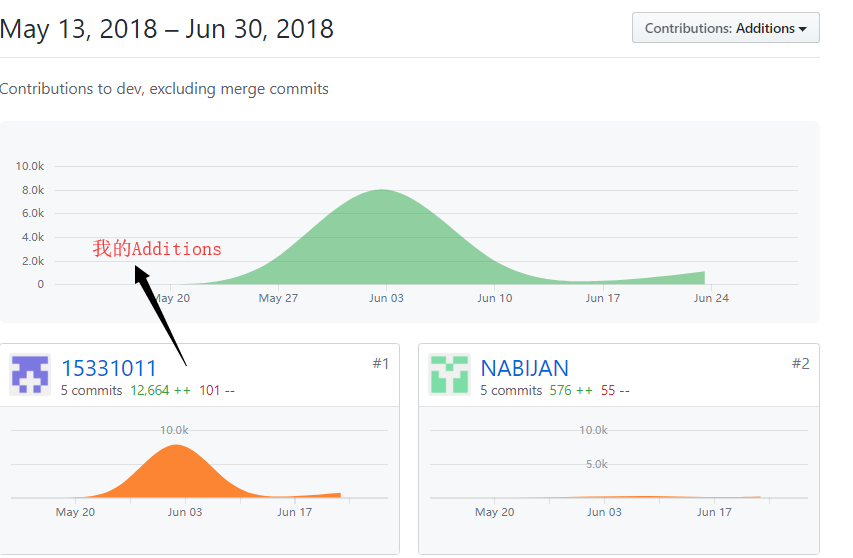 May 13, 2018 – Jun 30, 2018
Contributions: Additions
Contributions to dev, excluding merge commits
10.0k
8.0k
6.0k
4.0k
我的Additions
2.0k
0
May 20 May 27 Jun 03 Jun 10 Jun 17 Jun 24
15331011 #1
5 commits 12,664 ++ 101 --
10.0k
May 20 Jun 03 Jun 17
NABIJAN #2
5 commits 576 ++ 55 --
10.0k
5.0k
May 20 Jun 03 Jun 17